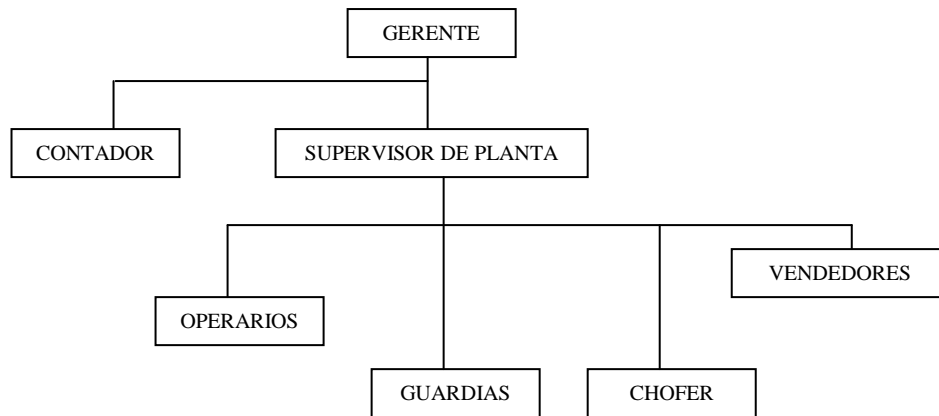 GERENTE
CONTADOR
SUPERVISOR DE PLANTA
VENDEDORES
OPERARIOS
GUARDIAS
CHOFER